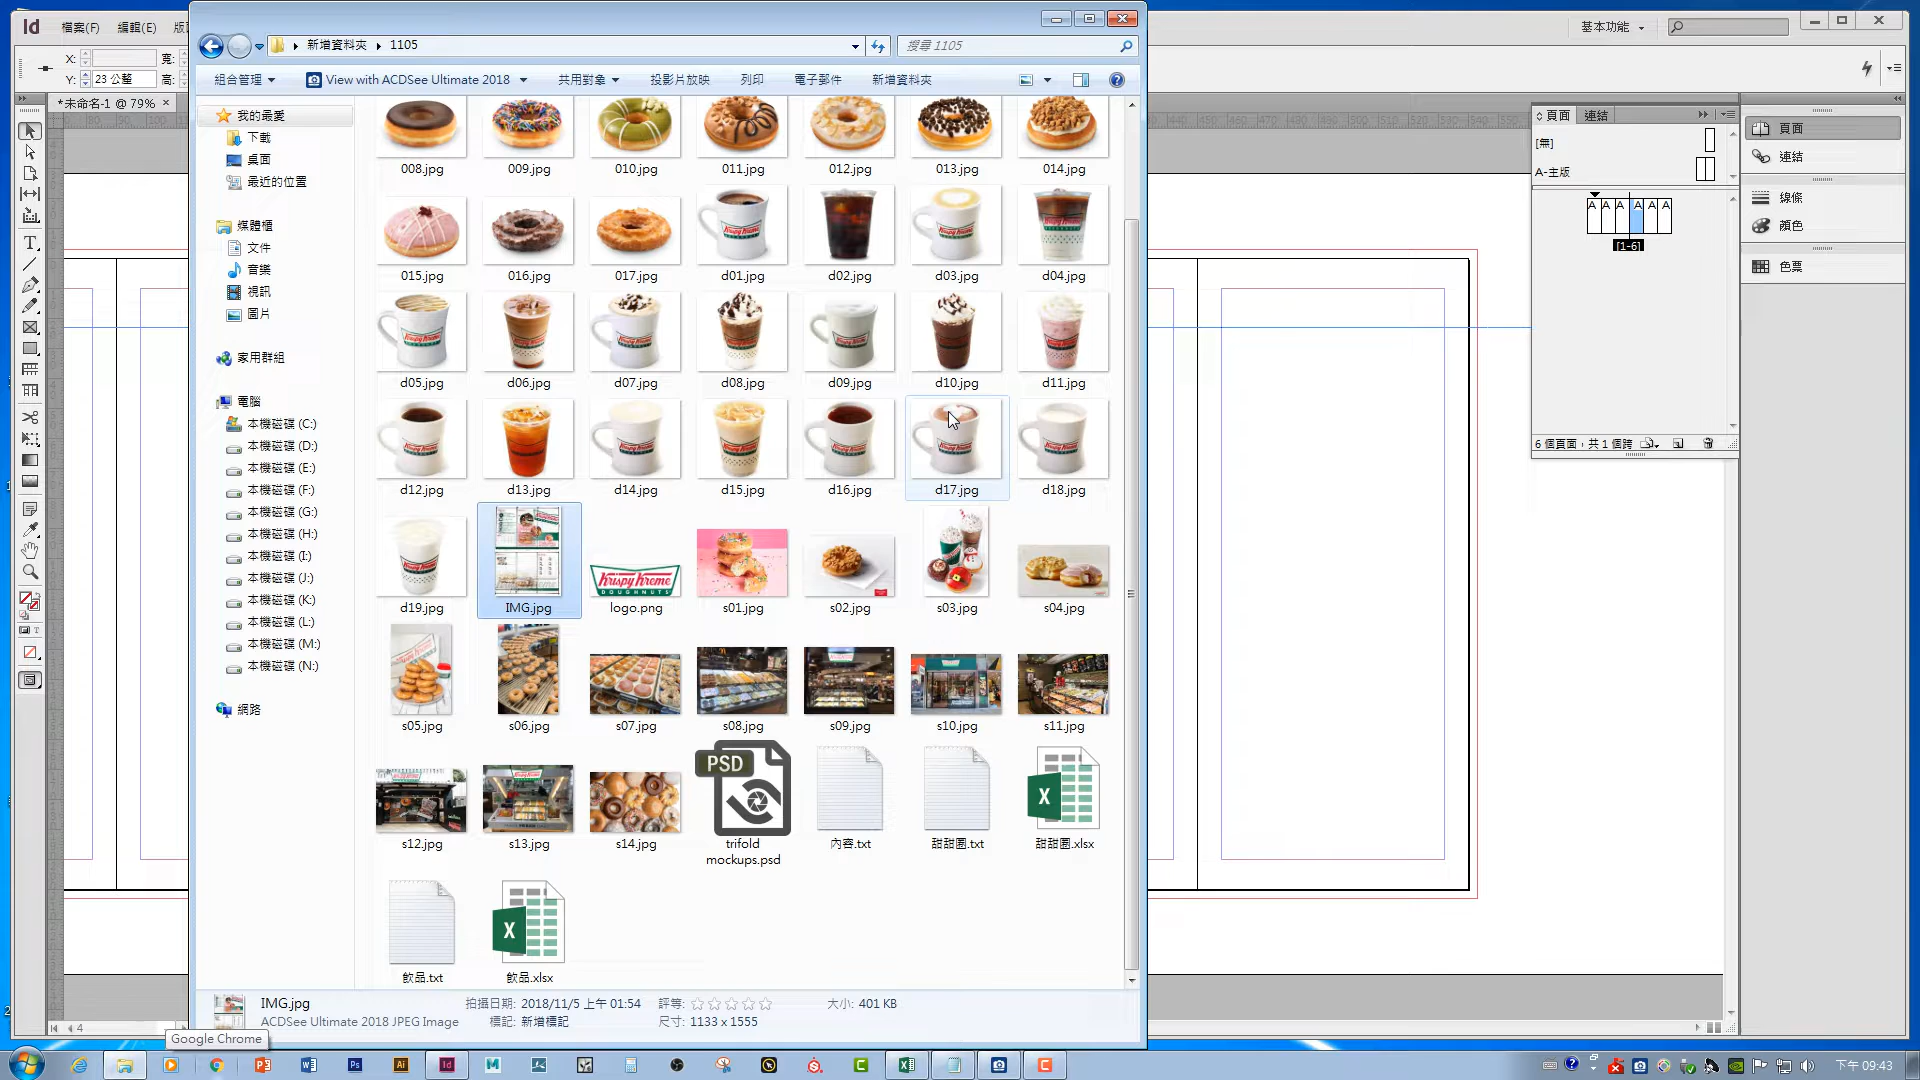 Id 檔案(F) 編輯(E) 版
基本功能
X: 寬:
Y: 23 公釐 高:
*未命名-1 @ 79% ×
新增資料夾 1105
搜尋 1105
組合管理 View with ACDSee Ultimate 2018 共用對象 投影片放映 列印 電子郵件 新增資料夾
我的最愛
下載
桌面
最近的位置
媒體櫃
文件
音樂
視訊
圖片
家用群組
電腦
本機磁碟 (C:)
本機磁碟 (D:)
本機磁碟 (E:)
本機磁碟 (F:)
本機磁碟 (G:)
本機磁碟 (H:)
本機磁碟 (I:)
本機磁碟 (J:)
本機磁碟 (K:)
本機磁碟 (L:)
本機磁碟 (M:)
本機磁碟 (N:)
網路
008.jpg 009.jpg 010.jpg 011.jpg 012.jpg 013.jpg 014.jpg
015.jpg 016.jpg 017.jpg d01.jpg d02.jpg d03.jpg d04.jpg
d05.jpg d06.jpg d07.jpg d08.jpg d09.jpg d10.jpg d11.jpg
d12.jpg d13.jpg d14.jpg d15.jpg d16.jpg d17.jpg d18.jpg
Krispy Kreme
DOUGHNUTS
d19.jpg IMG.jpg logo.png s01.jpg s02.jpg s03.jpg s04.jpg
s05.jpg s06.jpg s07.jpg s08.jpg s09.jpg s10.jpg s11.jpg
PSD
s12.jpg s13.jpg s14.jpg trifold mockups.psd 內容.txt 甜甜圈.txt 甜甜圈.xlsx
飲品.txt 飲品.xlsx
IMG.jpg 拍攝日期: 2018/11/5 上午 01:54 評等: 大小: 401 KB
ACDSee Ultimate 2018 JPEG Image 標記: 新增標記 尺寸: 1133 x 1555
Google Chrome
頁面 連結
[無]
A-主版
A A A A A A
[1-6]
6 個頁面，共 1 個跨
頁面
連結
線條
顏色
色票
4
下午 09:43